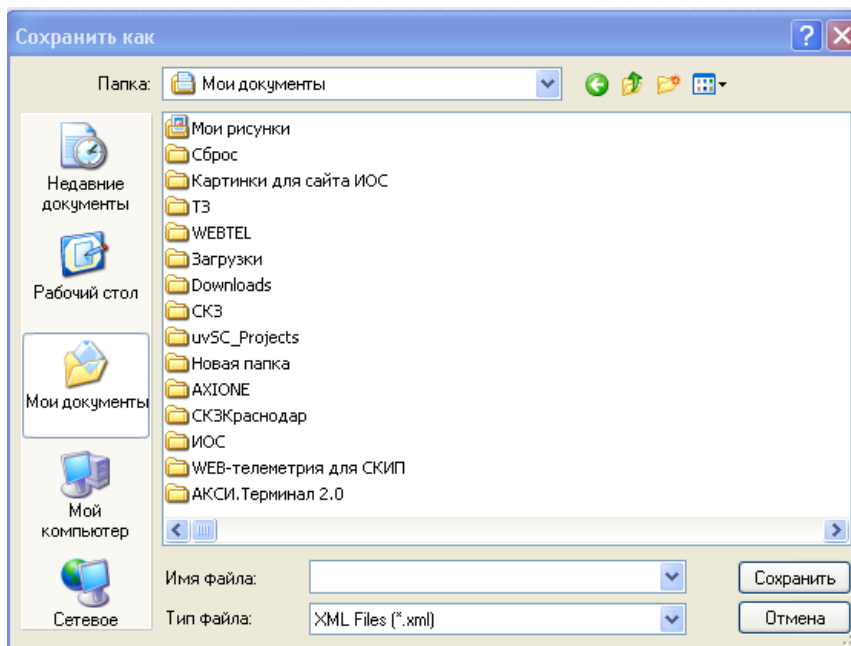 Сохранить как
Папка:
Мои документы
Недавние
документы
Рабочий стол
Мои документы
Мой
компьютер
Сетевое
Мои рисунки
Сброс
Картинки для сайта ИОС
ТЗ
WEBTEL
Загрузки
Downloads
СКЗ
uvSC_Projects
Новая папка
AXIONE
СКЗКраснодар
ИОС
WEB-телеметрия для СКИП
АКСИ.Терминал 2.0
Имя файла:
Сохранить
Тип файла:
XML Files (*.xml)
Отмена